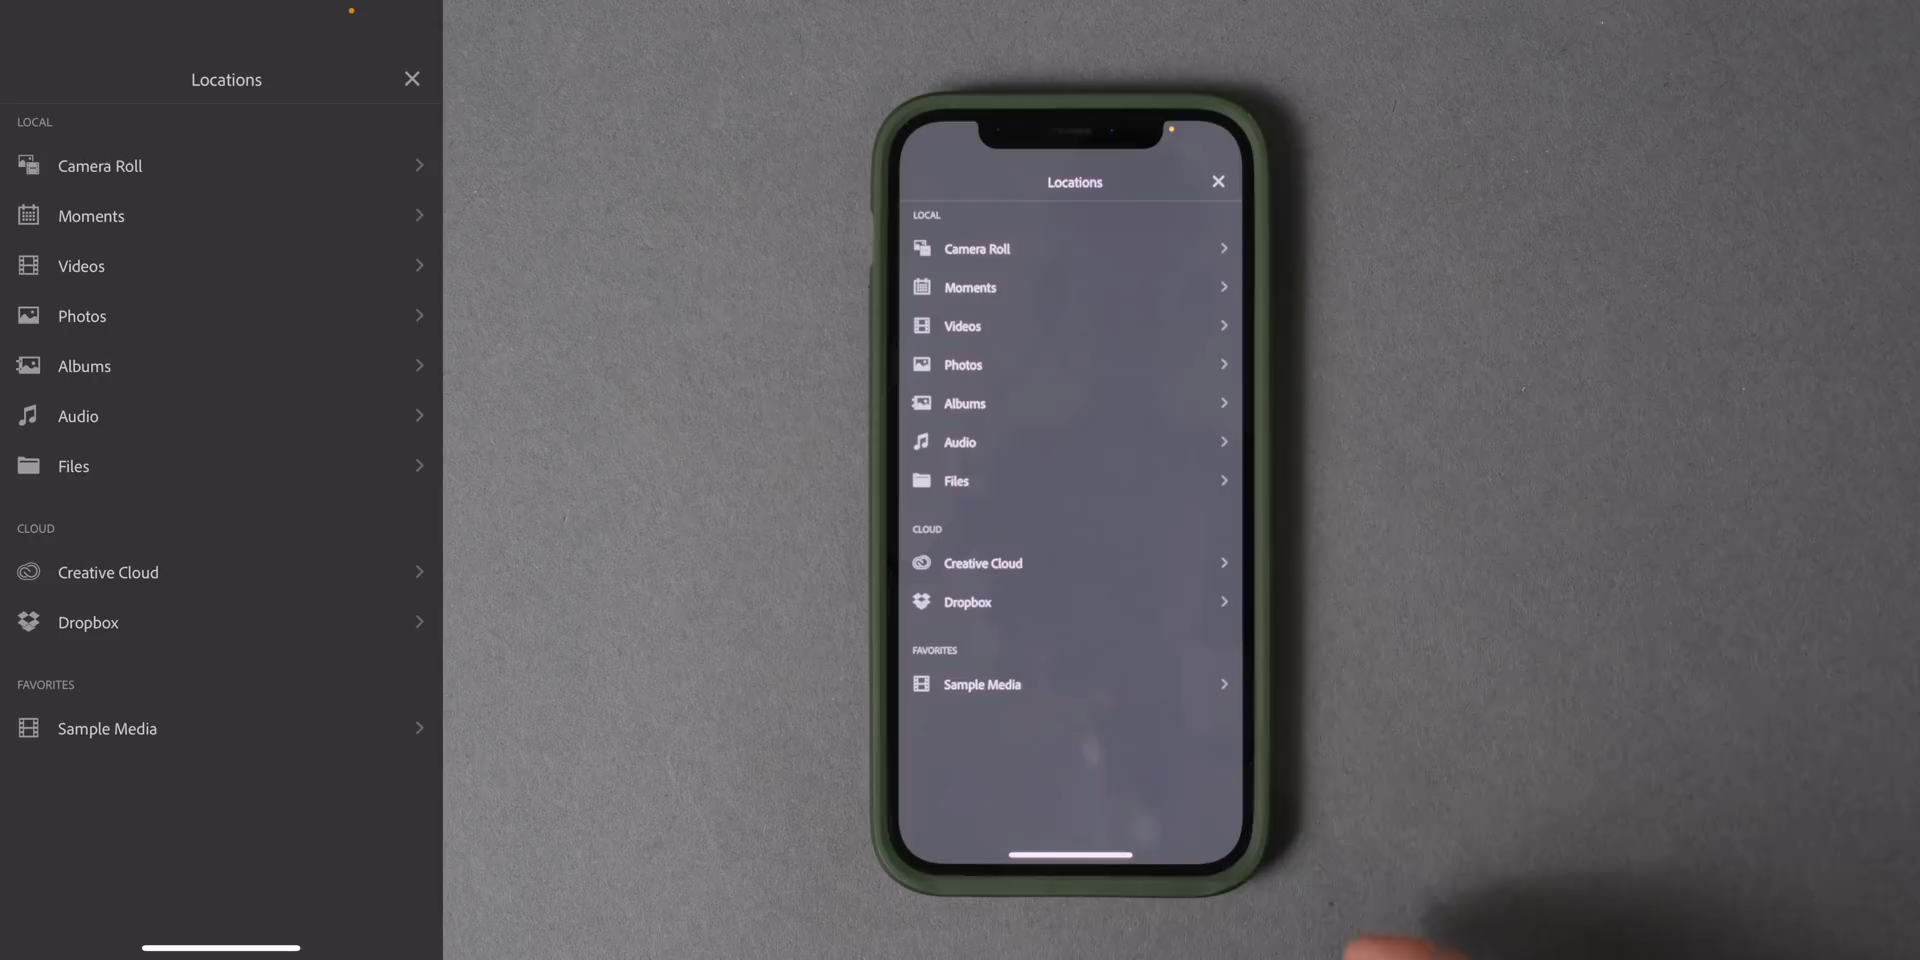 Locations
LOCAL
Camera Roll
Moments
Videos
Photos
Albums
Audio
Files
CLOUD
Creative Cloud
Dropbox
FAVORITES
Sample Media
Locations
LOCAL
Camera Roll
Moments
Videos
Photos
Albums
Audio
Files
CLOUD
Creative Cloud
Dropbox
FAVORITES
Sample Media